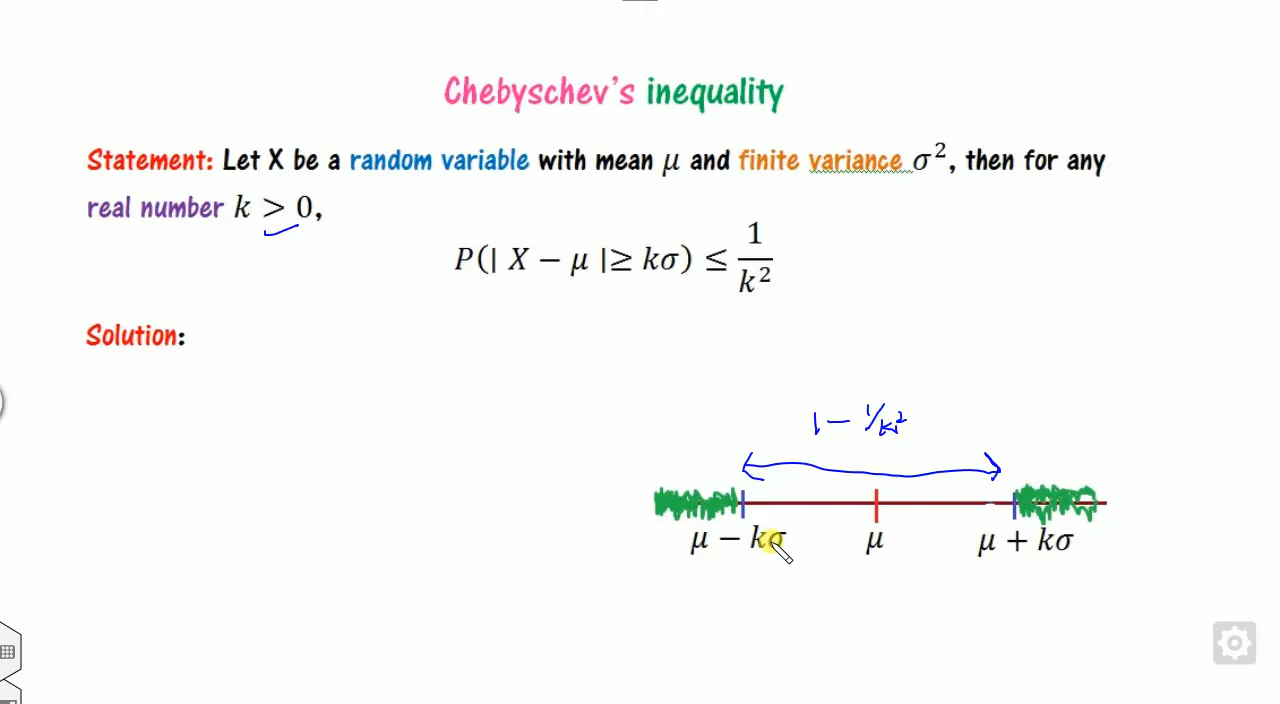 Chebyschev's inequality
Statement: Let X be a random variable with mean μ and finite variance σ², then for any
real number k > 0,
P(| X − μ |≥ kσ) ≤ 1/k²
Solution:
1 − 1/k²
μ − kσ μ μ + kσ